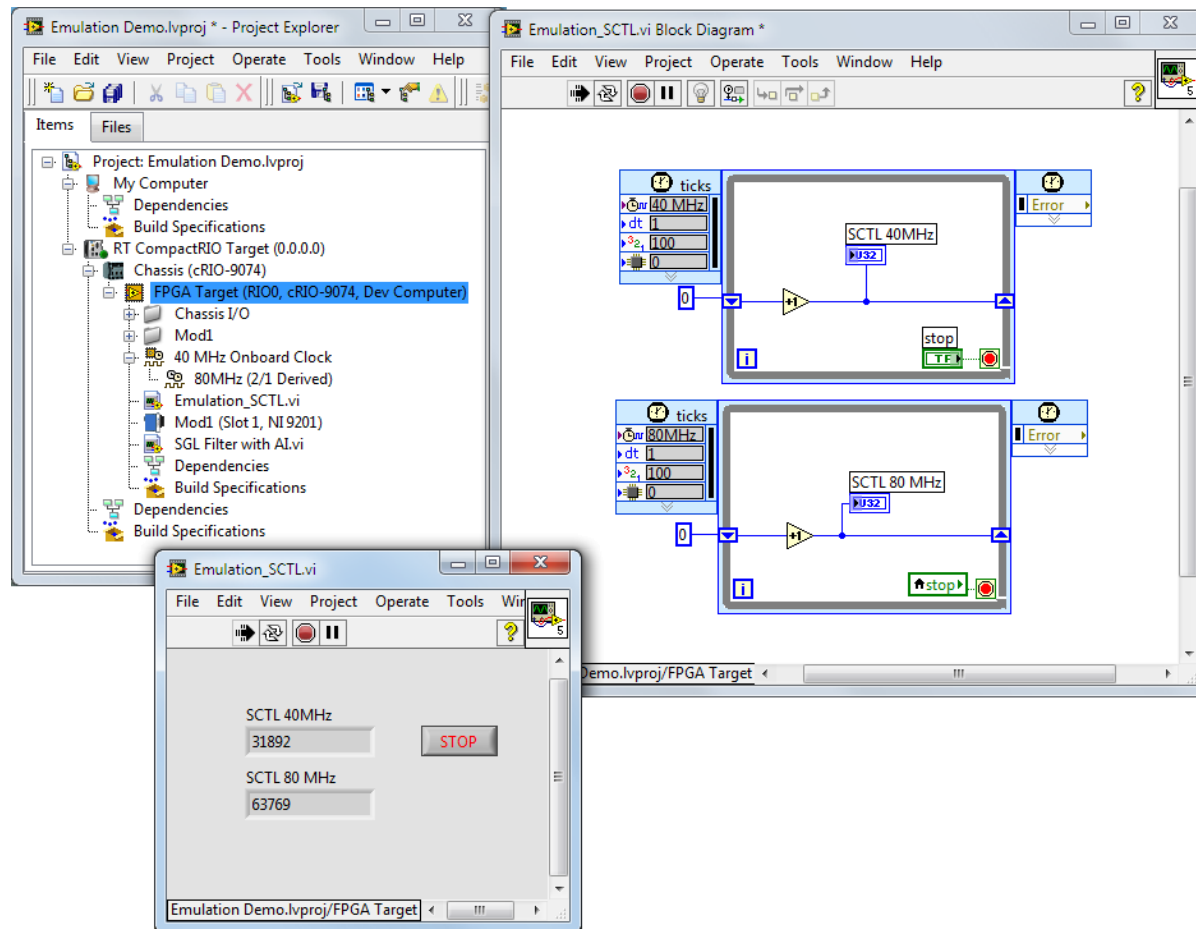 Emulation Demo.lvproj * - Project Explorer
File Edit View Project Operate Tools Window Help
Items Files
Project: Emulation Demo.lvproj
My Computer
Dependencies
Build Specifications
RT CompactRIO Target (0.0.0.0)
Chassis (cRIO-9074)
FPGA Target (RIO0, cRIO-9074, Dev Computer)
Chassis I/O
Mod1
40 MHz Onboard Clock
80MHz (2/1 Derived)
Emulation_SCTL.vi
Mod1 (Slot 1, NI 9201)
SGL Filter with AI.vi
Dependencies
Build Specifications
Dependencies
Build Specifications
Emulation_SCTL.vi Block Diagram *
File Edit View Project Operate Tools Window Help
5
ticks
40 MHz
dt 1
321 100
0
Error
SCTL 40MHz
U32
0
+1
stop
i
TF
ticks
80MHz
dt 1
321 100
0
Error
SCTL 80 MHz
U32
0
+1
i
stop
Demo.lvproj/FPGA Target
Emulation_SCTL.vi
File Edit View Project Operate Tools Wir
5
SCTL 40MHz
31892
STOP
SCTL 80 MHz
63769
Emulation Demo.lvproj/FPGA Target